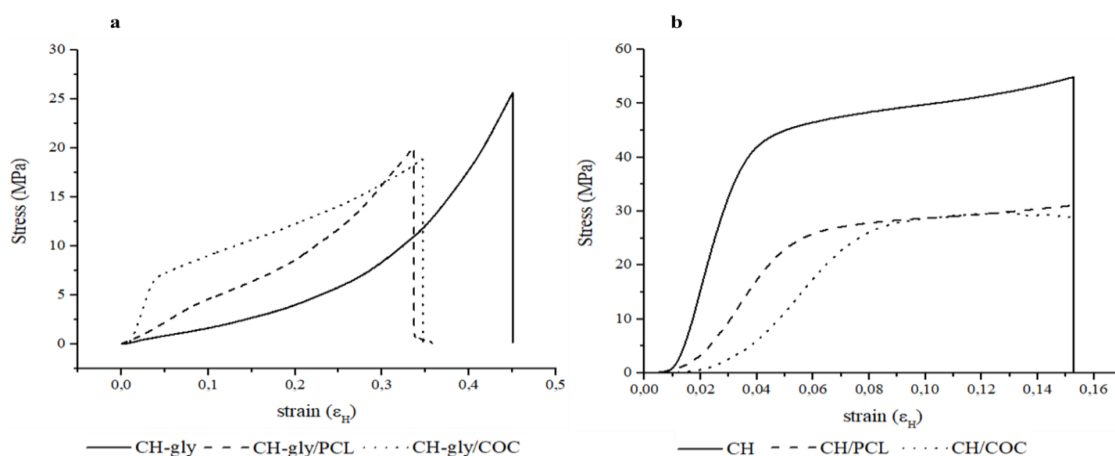 a
30
25
20
15
10
5
0
Stress (MPa)
0,0 0,1 0,2 0,3 0,4 0,5
strain (εH)
CH-gly CH-gly/PCL CH-gly/COC
b
60
50
40
30
20
10
0
Stress (MPa)
0,00 0,02 0,04 0,06 0,08 0,10 0,12 0,14 0,16
strain (εH)
CH CH/PCL CH/COC